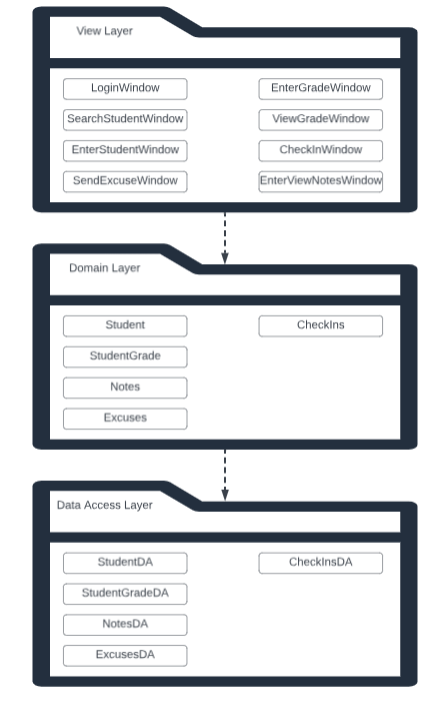 View Layer
LoginWindow
EnterGradeWindow
SearchStudentWindow
ViewGradeWindow
EnterStudentWindow
CheckInWindow
SendExcuseWindow
EnterViewNotesWindow
Domain Layer
Student
CheckIns
StudentGrade
Notes
Excuses
Data Access Layer
StudentDA
CheckInsDA
StudentGradeDA
NotesDA
ExcusesDA